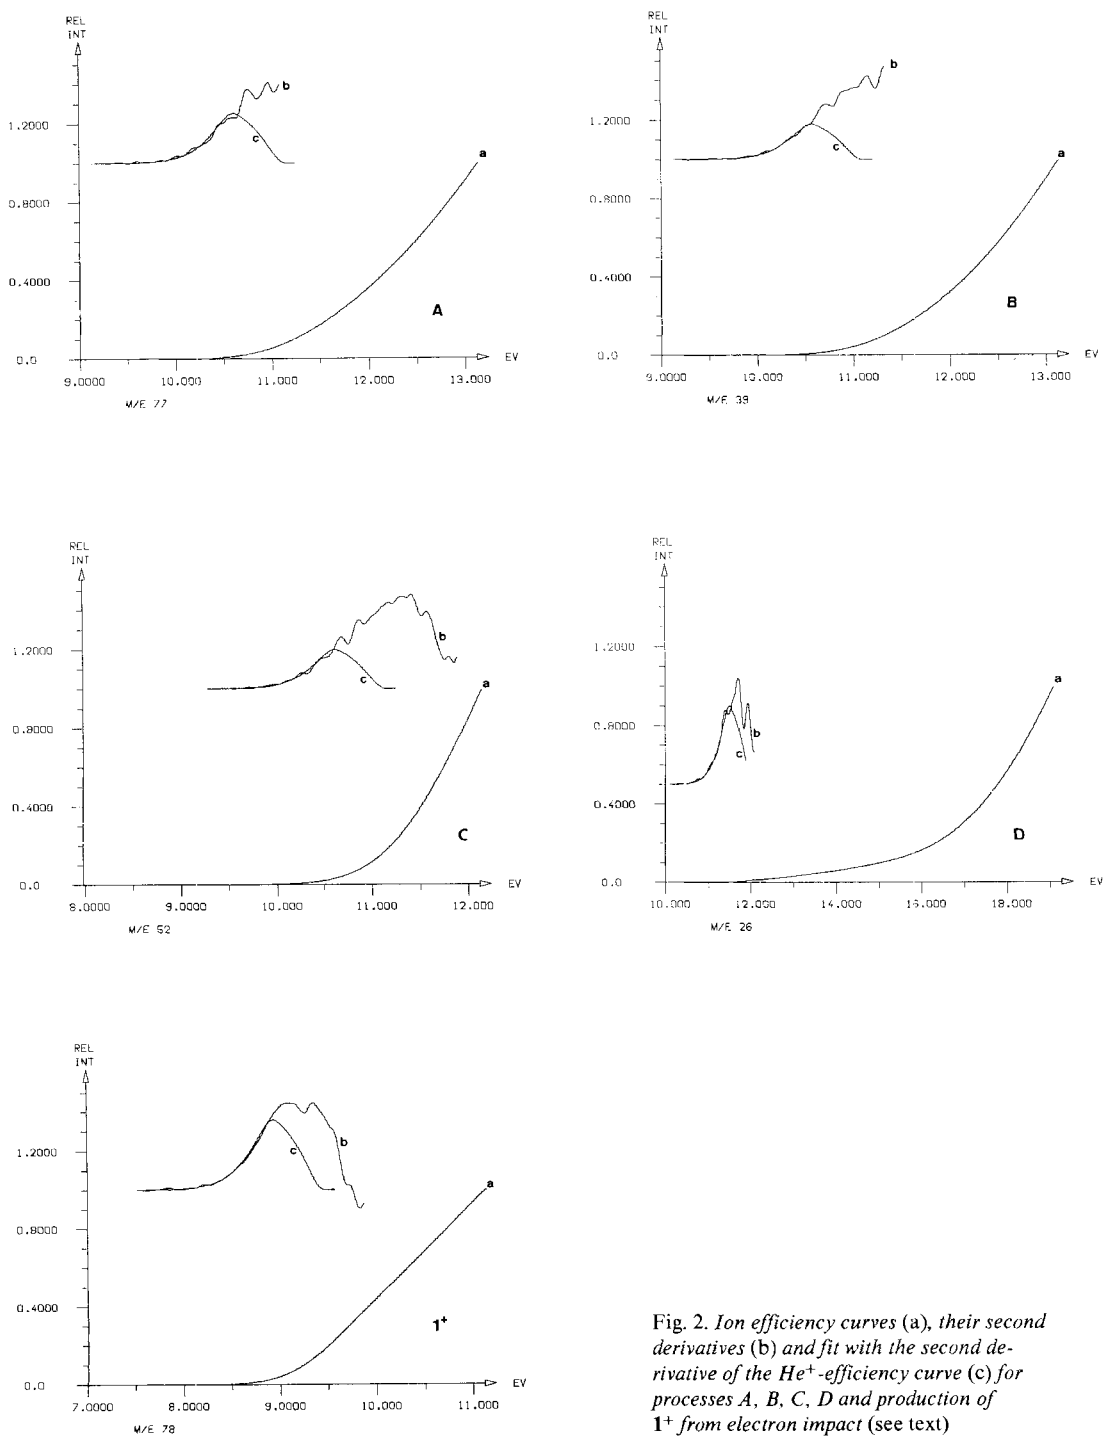 REL
INT
1.2000
0.8000
0.4000
0.0
b
c
a
A
EV
9.0000 10.000 11.000 12.000 13.000
M/E 77
REL
INT
1.2000
0.8000
0.4000
0.0
b
c
a
B
EV
9.0000 10.000 11.000 12.000 13.000
M/E 39
REL
INT
1.2000
0.8000
0.4000
0.0
b
c
a
C
EV
8.0000 9.0000 10.000 11.000 12.000
M/E 52
REL
INT
1.2000
0.8000
0.4000
0.0
b
c
a
D
EV
10.000 12.000 14.000 16.000 18.000
M/E 26
REL
INT
1.2000
0.8000
0.4000
0.0
b
c
a
1⁺
EV
7.0000 8.0000 9.0000 10.000 11.000
M/E 78
Fig. 2. Ion efficiency curves (a), their second
derivatives (b) and fit with the second de-
rivative of the He⁺-efficiency curve (c) for
processes A, B, C, D and production of
1⁺ from electron impact (see text)